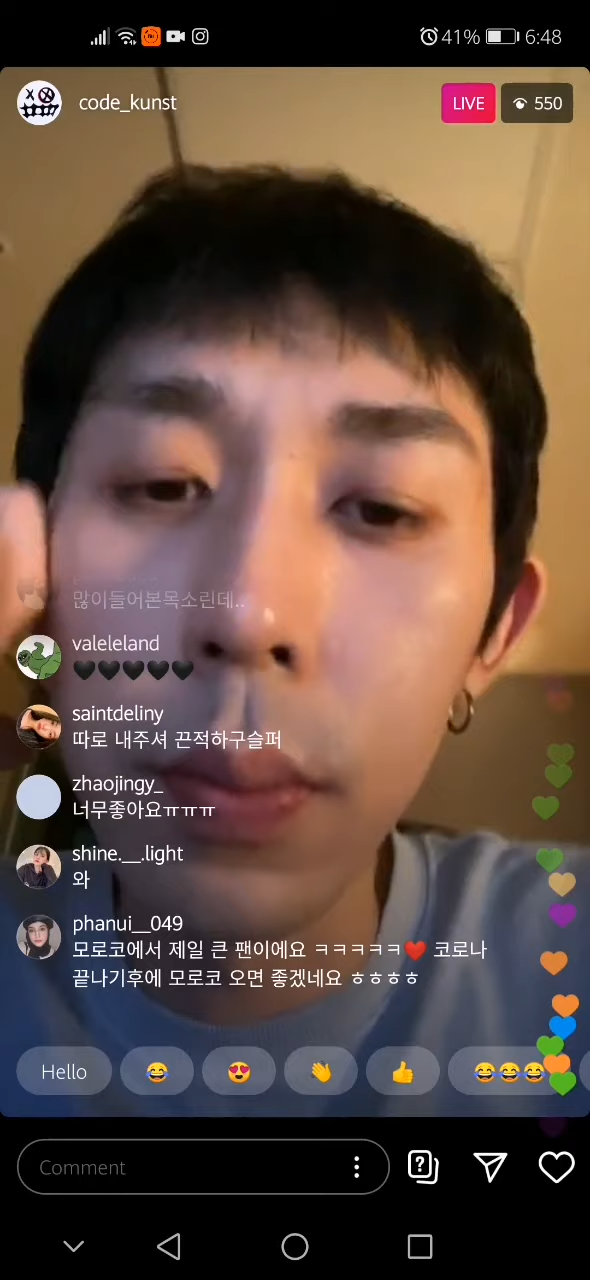 41% 6:48
code_kunst LIVE 550
많이들어본목소린데..
valeleland
🖤🖤🖤🖤🖤
saintdeliny
따로 내주셔 끈적하구슬퍼
zhaojingy_
너무좋아요ㅠㅠㅠ
shine.__.light
와
phanui__049
모로코에서 제일 큰 팬이에요 ㅋㅋㅋㅋㅋ❤️ 코로나
끝나기후에 모로코 오면 좋겠네요 ㅎㅎㅎㅎ
Hello 😂 😍 👋 👍 😂😂😂
Comment